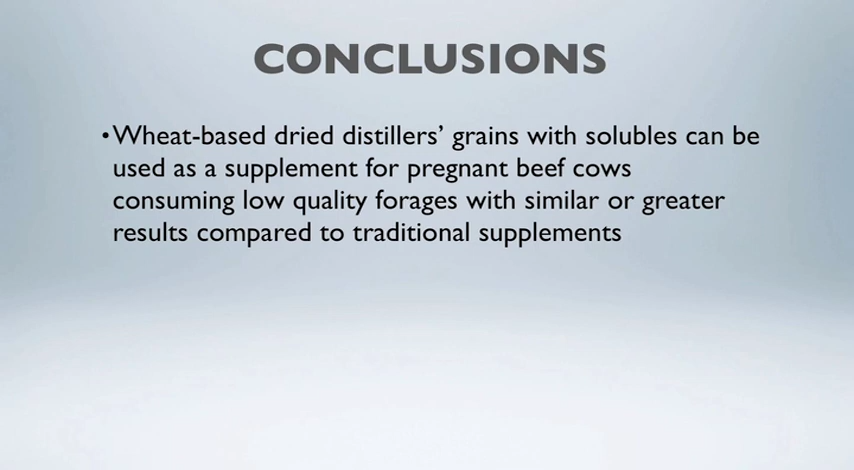 CONCLUSIONS
• Wheat-based dried distillers’ grains with solubles can be
used as a supplement for pregnant beef cows
consuming low quality forages with similar or greater
results compared to traditional supplements